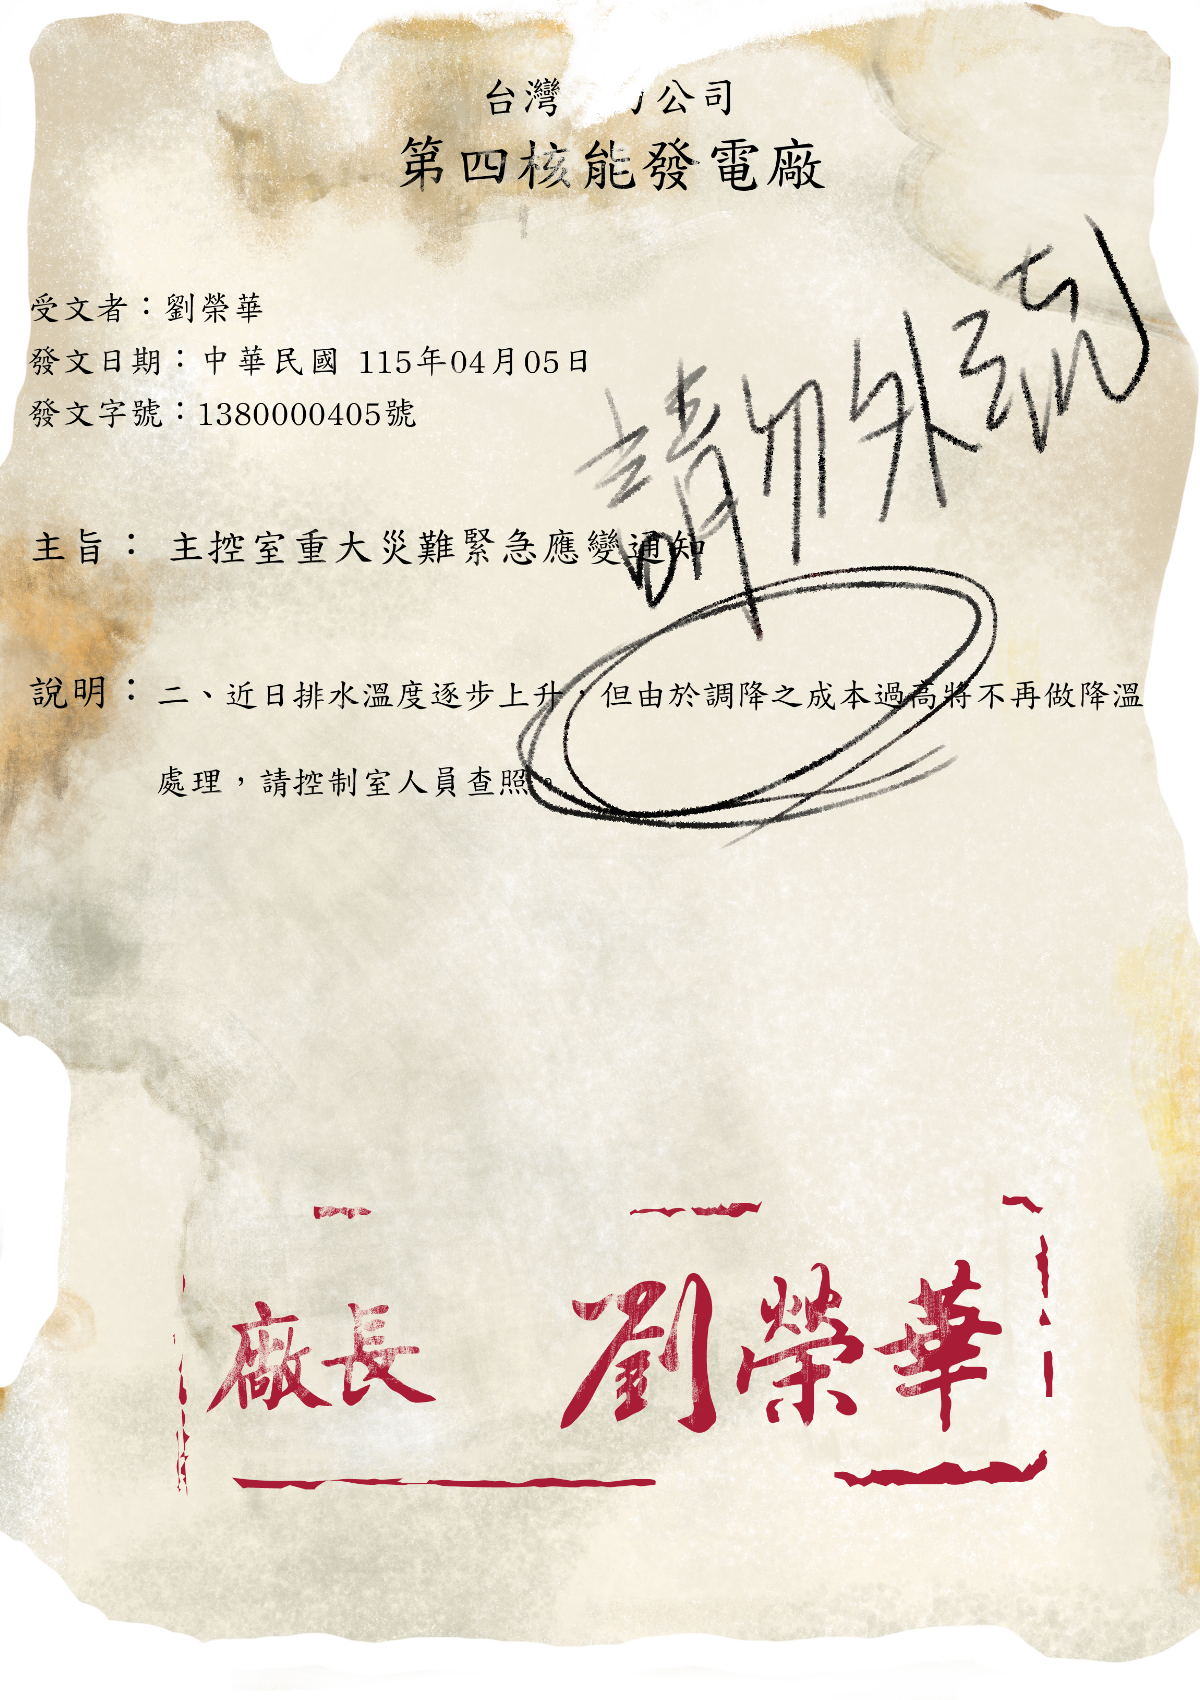 台灣 公司
第四核能發電廠
受文者：劉榮華
發文日期：中華民國 115年04月05日
發文字號：1380000405號
請勿外流
主旨： 主控室重大災難緊急應變通知
說明：二、近日排水溫度逐步上升，但由於調降之成本過高將不再做降溫
處理，請控制室人員查照。
廠長 劉榮華